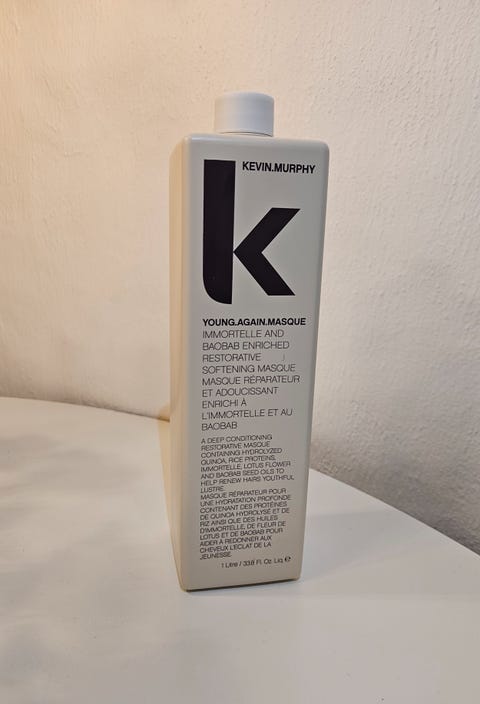 KEVIN.MURPHY
k
YOUNG.AGAIN.MASQUE
IMMORTELLE AND
BAOBAB ENRICHED
RESTORATIVE
SOFTENING MASQUE
MASQUE RÉPARATEUR
ET ADOUCISSANT
ENRICHI À
L'IMMORTELLE ET AU
BAOBAB
A DEEP CONDITIONING
RESTORATIVE MASQUE
CONTAINING HYDROLYZED
QUINOA, RICE PROTEINS,
IMMORTELLE, LOTUS FLOWER
AND BAOBAB SEED OILS TO
HELP RENEW HAIRS YOUTHFUL
LUSTRE.
MASQUE RÉPARATEUR POUR
UNE HYDRATATION PROFONDE
CONTENANT DES PROTÉINES
DE QUINOA HYDROLYSÉ ET DE
RIZ AINSI QUE DES HUILES
D'IMMORTELLE, DE FLEUR DE
LOTUS ET DE BAOBAB POUR
AIDER À REDONNER AUX
CHEVEUX L'ÉCLAT DE LA
JEUNESSE.
1 Litre / 33.8 Fl. Oz. Liq. ℮